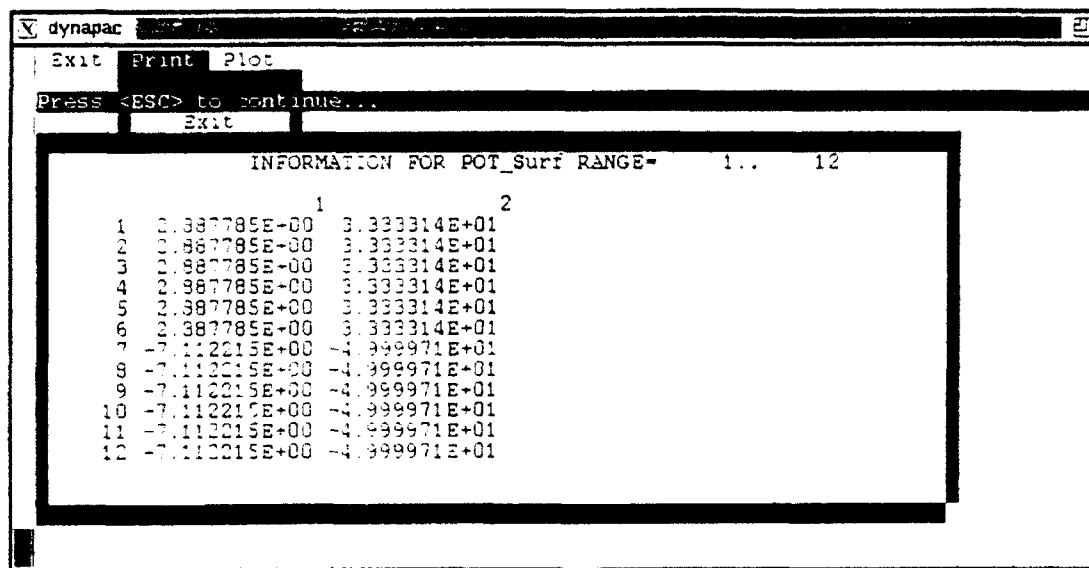 dynapac
Exit Print Plot
Press <ESC> to continue...
Exit
INFORMATION FOR POT_Surf RANGE= 1.. 12
1 2
1 2.887785E+00 3.333314E+01
2 2.887785E+00 3.333314E+01
3 2.887785E+00 3.333314E+01
4 2.887785E+00 3.333314E+01
5 2.887785E+00 3.333314E+01
6 2.887785E+00 3.333314E+01
7 -7.112215E+00 -4.999971E+01
8 -7.112215E+00 -4.999971E+01
9 -7.112215E+00 -4.999971E+01
10 -7.112215E+00 -4.999971E+01
11 -7.112215E+00 -4.999971E+01
12 -7.112215E+00 -4.999971E+01